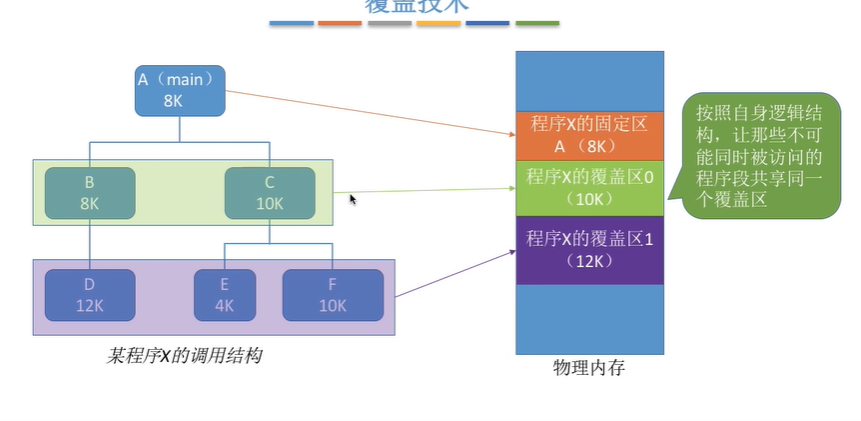 覆盖技术
A（main）
8K
B
8K
C
10K
D
12K
E
4K
F
10K
某程序X的调用结构
程序X的固定区
A （8K）
程序X的覆盖区0
（10K）
程序X的覆盖区1
（12K）
物理内存
按照自身逻辑结
构，让那些不可
能同时被访问的
程序段共享同一
个覆盖区